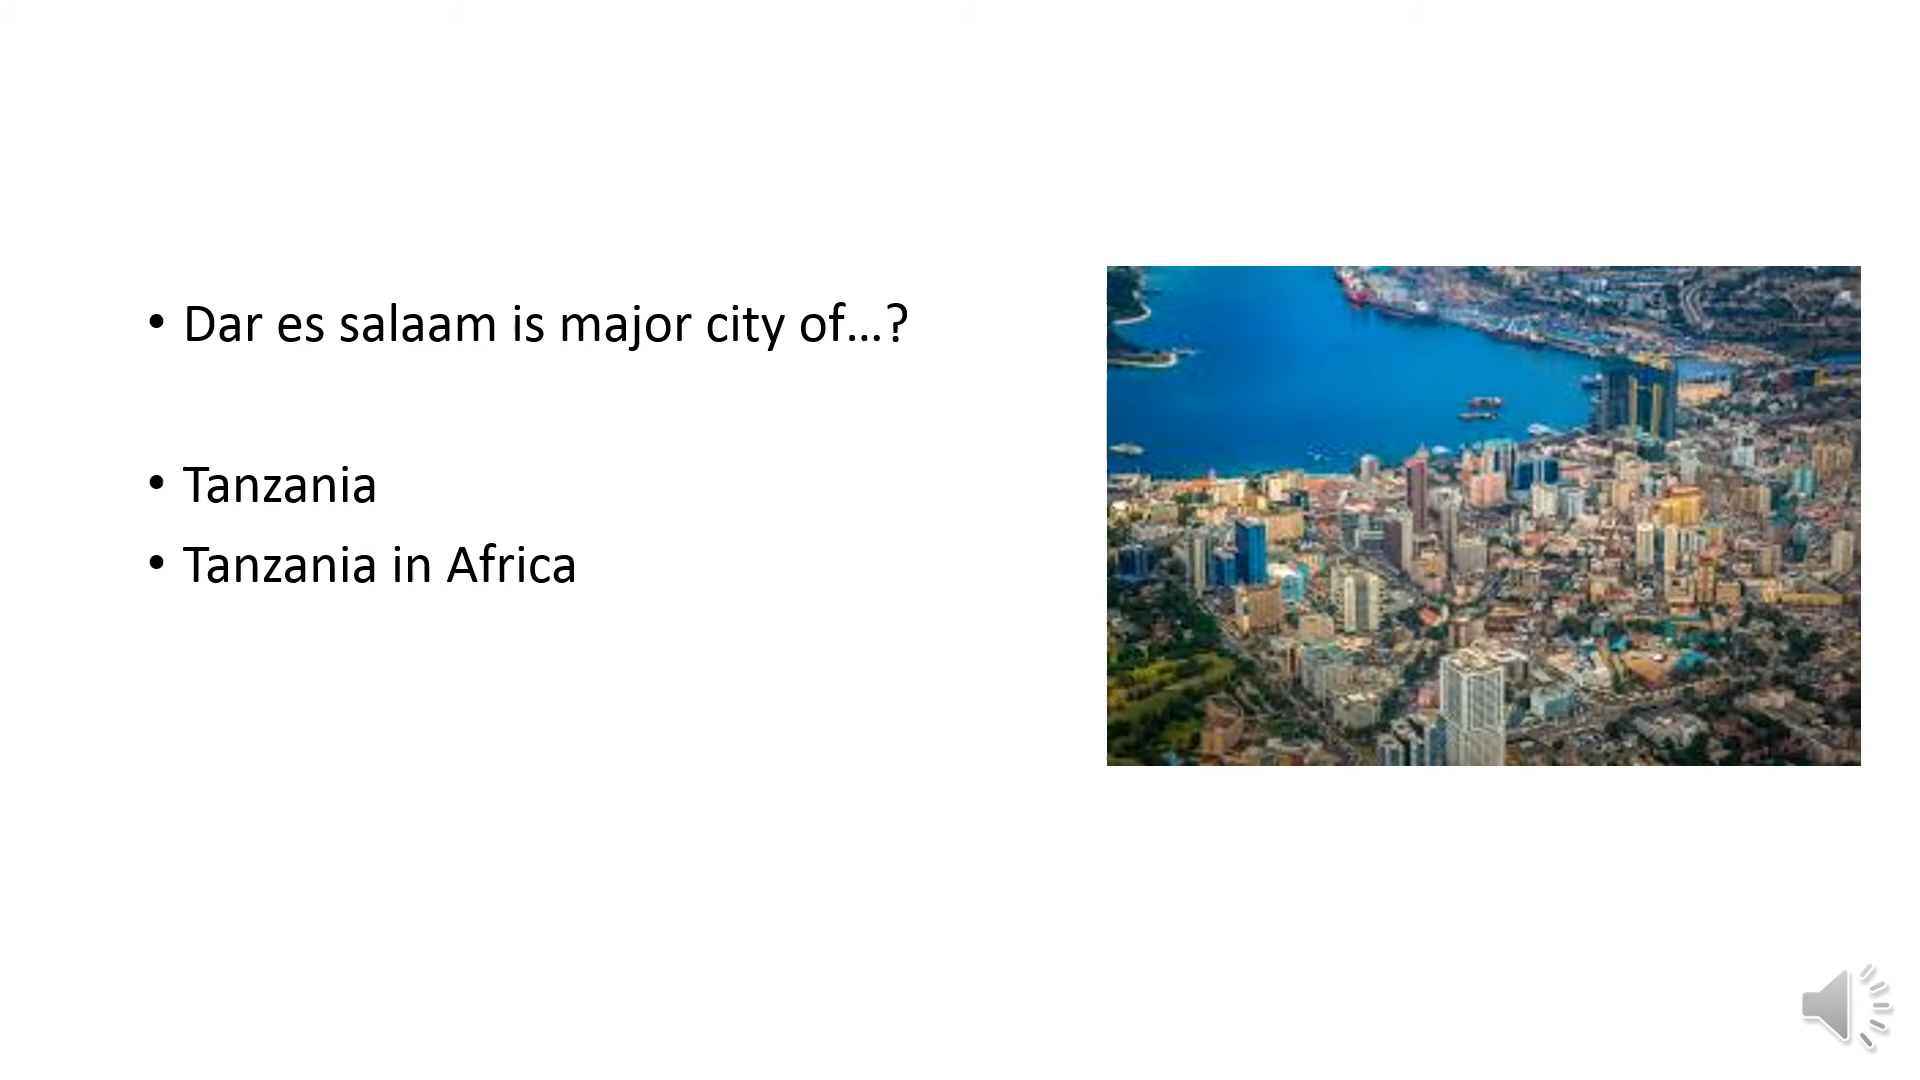 • Dar es salaam is major city of...?
• Tanzania
• Tanzania in Africa